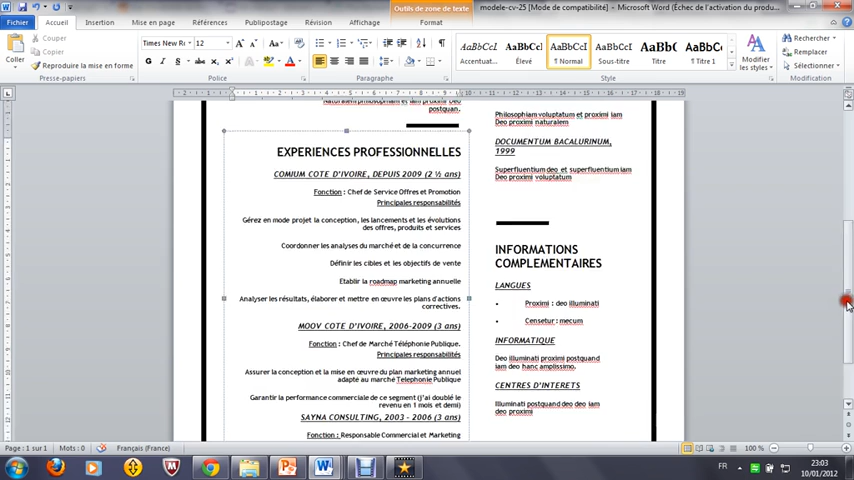 Outils de zone de texte
modele-cv-25 [Mode de compatibilité] – Microsoft Word (Échec de l'activation du produ...
Fichier Accueil Insertion Mise en page Références Publipostage Révision Affichage Format
Coller
Couper
Copier
Reproduire la mise en forme
Presse-papiers
Times New Ro 12
G I S
Police
Paragraphe
AaBbCcI AaBbCcI AaBbCcI AaBbCcI AaBbC AaBbCc
Accentuat... Élevé ¶ Normal Sous-titre Titre ¶ Titre 1
Style
Modifier les styles
Rechercher
Remplacer
Sélectionner
Modification
Naturalem philosophiam et iam proximi Deo
postquan.
EXPERIENCES PROFESSIONNELLES
COMIUM COTE D'IVOIRE, DEPUIS 2009 (2 ½ ans)
Fonction : Chef de Service Offres et Promotion
Principales responsabilités
Gérez en mode projet la conception, les lancements et les évolutions
des offres, produits et services
Coordonner les analyses du marché et de la concurrence
Définir les cibles et les objectifs de vente
Etablir la roadmap marketing annuelle
Analyser les résultats, élaborer et mettre en œuvre les plans d'actions
correctives.
MOOV COTE D'IVOIRE, 2006-2009 (3 ans)
Fonction : Chef de Marché Téléphonie Publique.
Principales responsabilités
Assurer la conception et la mise en œuvre du plan marketing annuel
adapté au marché Telephonie Publique
Garantir la performance commerciale de ce segment (j'ai doublé le
revenu en 1 mois et demi)
SAYNA CONSULTING, 2003 – 2006 (3 ans)
Fonction : Responsable Commercial et Marketing
Philosophiam voluptatum et proximi iam
Deo proximi naturalem
DOCUMENTUM BACALURINUM,
1999
Superfluentium deo et superfluentium iam
Deo proximi voluptatum
INFORMATIONS
COMPLEMENTAIRES
LANGUES
• Proximi : deo illuminati
• Censetur : mecum
INFORMATIQUE
Deo illuminati proximi postquand
iam deo hanc amplissimo.
CENTRES D'INTERETS
Illuminati postquand deo deo iam
deo proximi
Page : 1 sur 1 Mots : 0 Français (France) 100 %
FR
23:03
10/01/2012